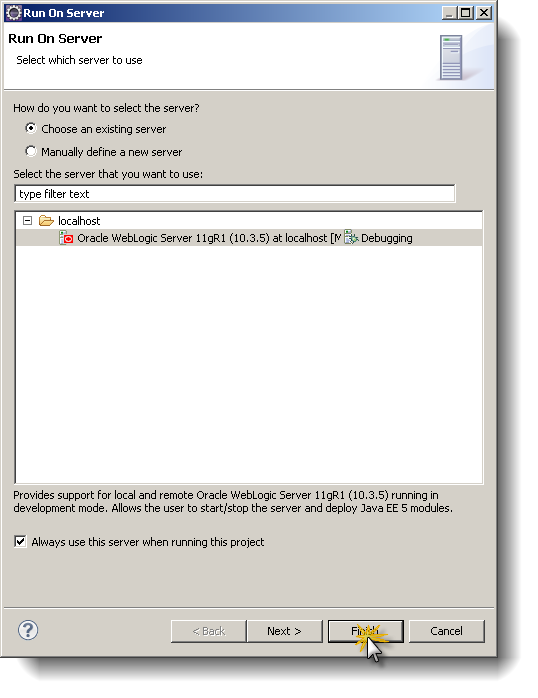 Run On Server
Run On Server
Select which server to use
How do you want to select the server?
Choose an existing server
Manually define a new server
Select the server that you want to use:
type filter text
localhost
Oracle WebLogic Server 11gR1 (10.3.5) at localhost [M Debugging
Provides support for local and remote Oracle WebLogic Server 11gR1 (10.3.5) running in
development mode. Allows the user to start/stop the server and deploy Java EE 5 modules.
Always use this server when running this project
? < Back Next > Finish Cancel